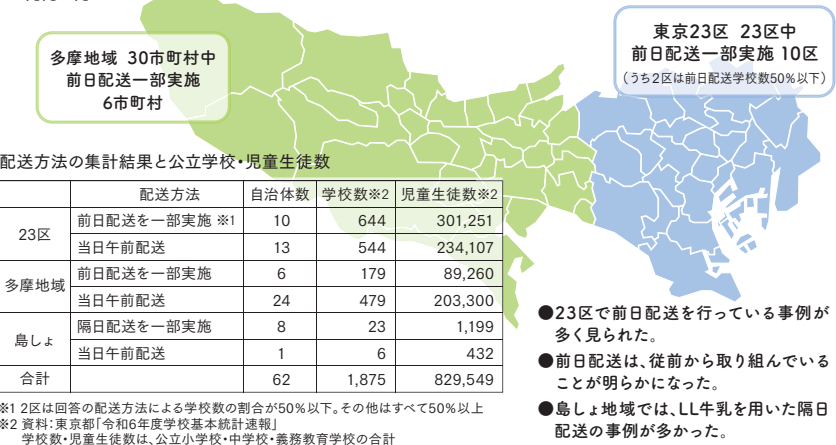 多摩地域 30市町村中
前日配送一部実施
6市町村
東京23区 23区中
前日配送一部実施 10区
（うち2区は前日配送学校数50%以下）
配送方法の集計結果と公立学校・児童生徒数
配送方法 自治体数 学校数※2 児童生徒数※2
23区 前日配送を一部実施 ※1 10 644 301,251
当日午前配送 13 544 234,107
多摩地域 前日配送を一部実施 6 179 89,260
当日午前配送 24 479 203,300
島しょ 隔日配送を一部実施 8 23 1,199
当日午前配送 1 6 432
合計 62 1,875 829,549
※1 2区は回答の配送方法による学校数の割合が50%以下。その他はすべて50%以上
※2 資料：東京都「令和6年度学校基本統計速報」
学校数・児童生徒数は、公立小学校・中学校・義務教育学校の合計
●23区で前日配送を行っている事例が
多く見られた。
●前日配送は、従前から取り組んでいる
ことが明らかになった。
●島しょ地域では、LL牛乳を用いた隔日
配送の事例が多かった。